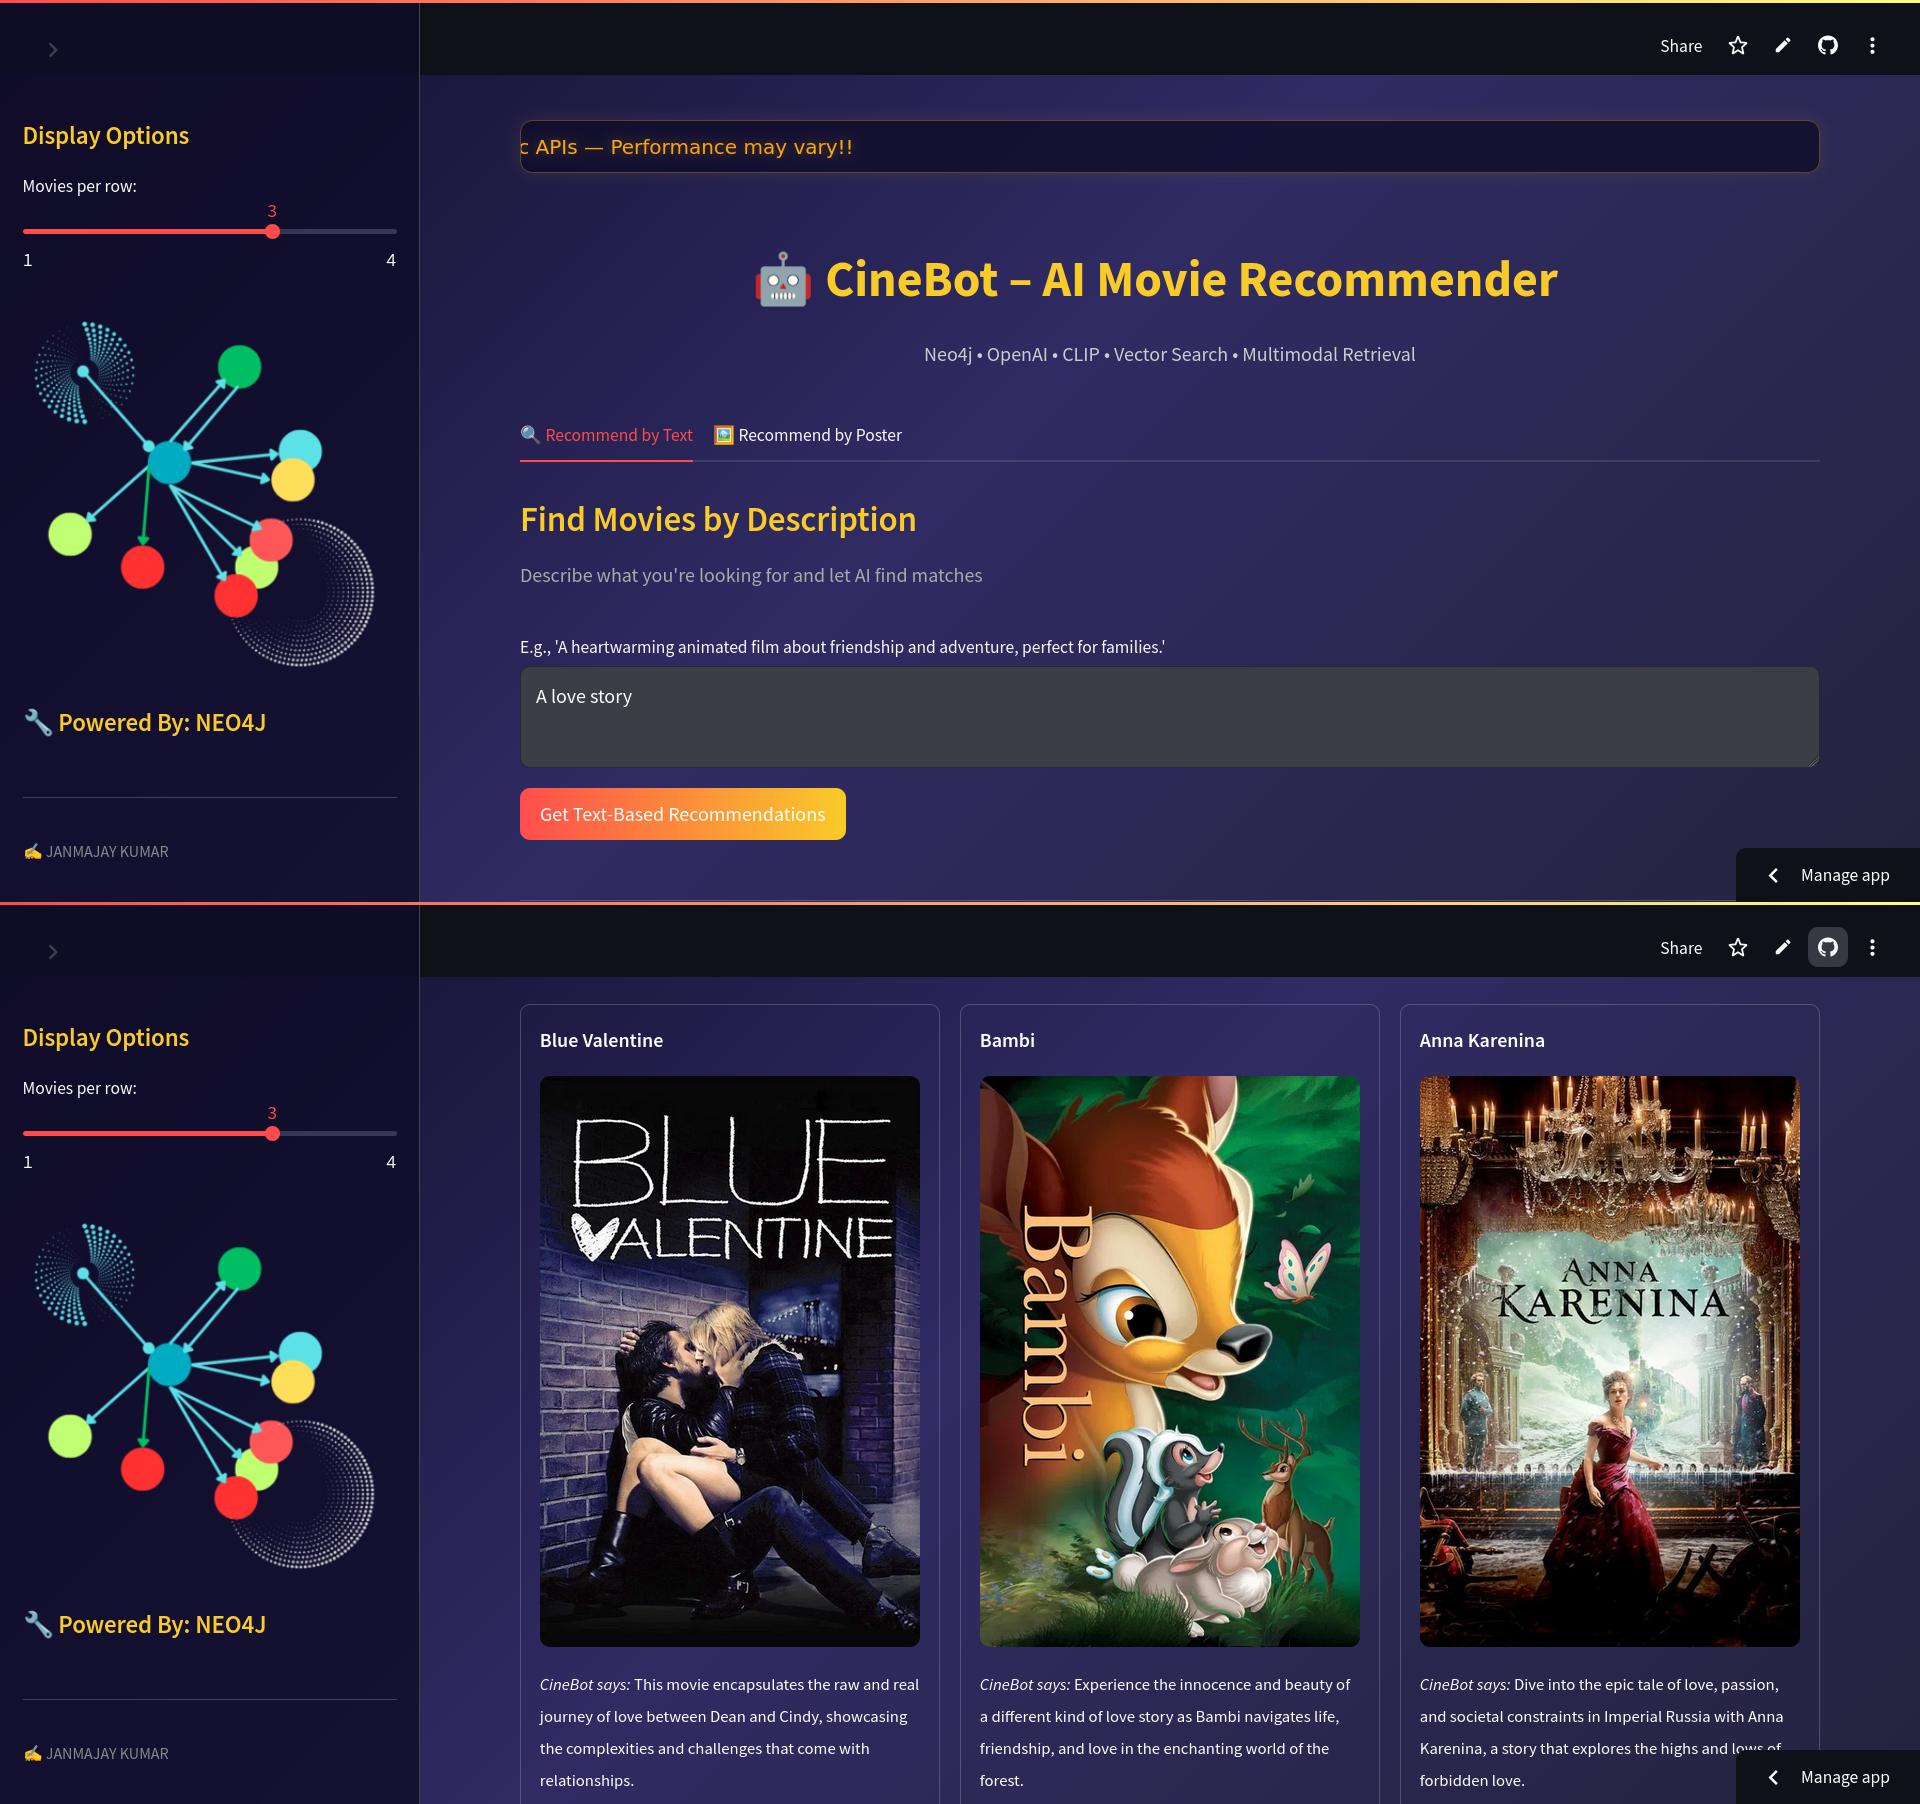 Share
Display Options
Movies per row:
3
1
4
🔧 Powered By: NEO4J
✍️ JANMAJAY KUMAR
c APIs — Performance may vary!!
🤖 CineBot – AI Movie Recommender
Neo4j • OpenAI • CLIP • Vector Search • Multimodal Retrieval
🔍 Recommend by Text
🖼️ Recommend by Poster
Find Movies by Description
Describe what you're looking for and let AI find matches
E.g., 'A heartwarming animated film about friendship and adventure, perfect for families.'
A love story
Get Text-Based Recommendations
Manage app
Share
Display Options
Movies per row:
3
1
4
🔧 Powered By: NEO4J
✍️ JANMAJAY KUMAR
Blue Valentine
BLUE
VALENTINE
CineBot says: This movie encapsulates the raw and real
journey of love between Dean and Cindy, showcasing
the complexities and challenges that come with
relationships.
Bambi
Bambi
CineBot says: Experience the innocence and beauty of
a different kind of love story as Bambi navigates life,
friendship, and love in the enchanting world of the
forest.
Anna Karenina
ANNA
KARENINA
CineBot says: Dive into the epic tale of love, passion,
and societal constraints in Imperial Russia with Anna
Karenina, a story that explores the highs and lows of
forbidden love.
Manage app